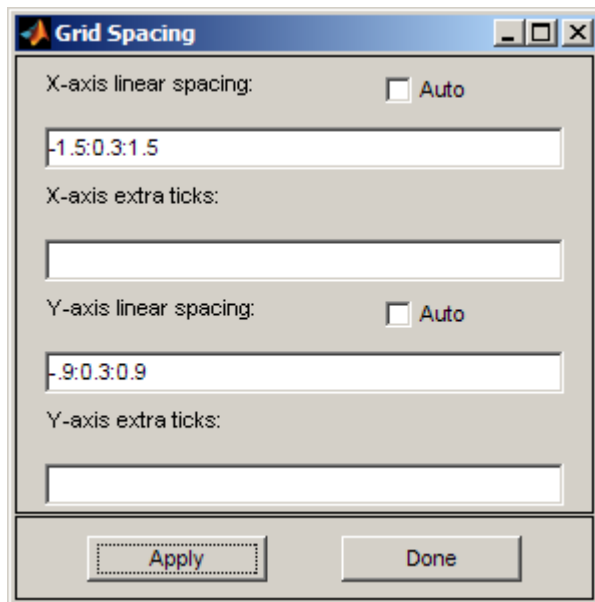 Grid Spacing
X-axis linear spacing: Auto
-1.5:0.3:1.5
X-axis extra ticks:
Y-axis linear spacing: Auto
-.9:0.3:0.9
Y-axis extra ticks:
Apply Done